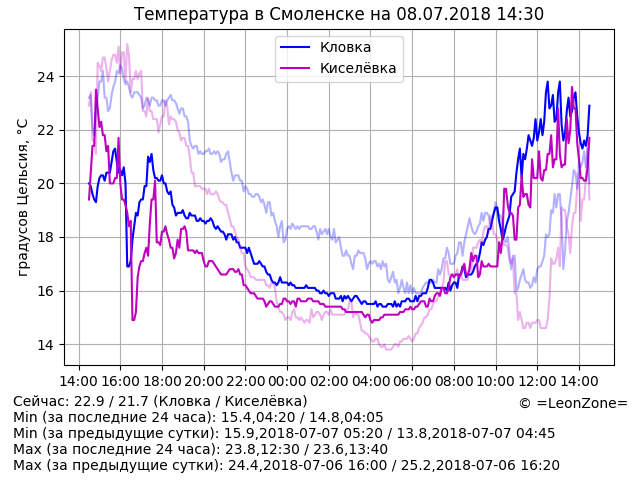 Температура в Смоленске на 08.07.2018 14:30
Кловка
Киселёвка
градусов Цельсия, °C
24
22
20
18
16
14
14:00 16:00 18:00 20:00 22:00 00:00 02:00 04:00 06:00 08:00 10:00 12:00 14:00
Сейчас: 22.9 / 21.7 (Кловка / Киселёвка)
© =LeonZone=
Min (за последние 24 часа): 15.4,04:20 / 14.8,04:05
Min (за предыдущие сутки): 15.9,2018-07-07 05:20 / 13.8,2018-07-07 04:45
Max (за последние 24 часа): 23.8,12:30 / 23.6,13:40
Max (за предыдущие сутки): 24.4,2018-07-06 16:00 / 25.2,2018-07-06 16:20